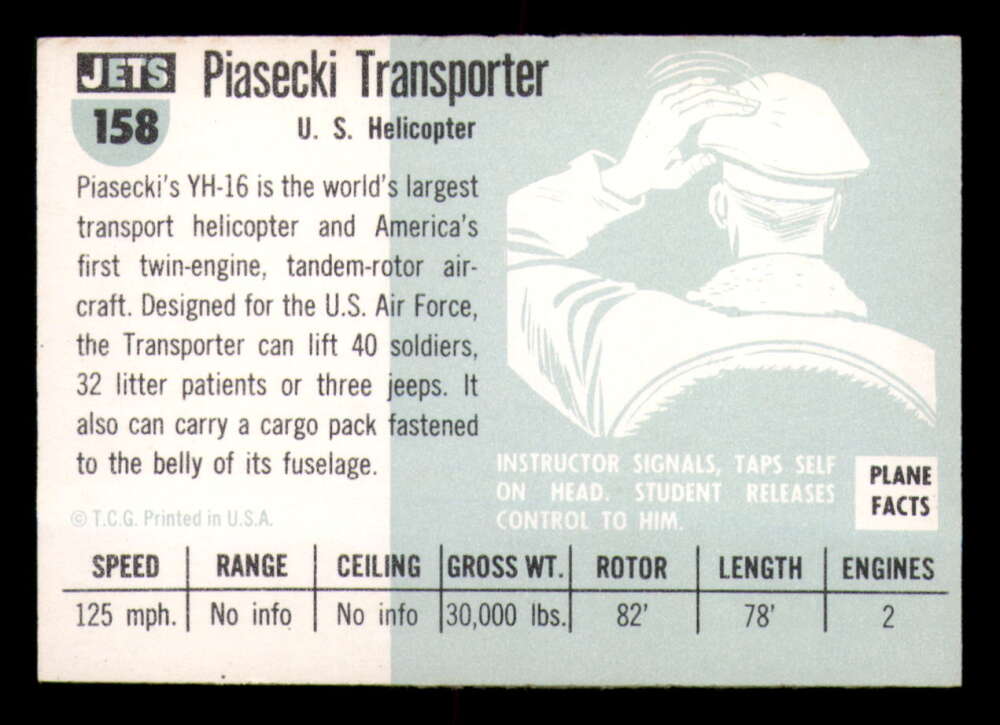 JETS
158
Piasecki Transporter
U. S. Helicopter
Piasecki's YH-16 is the world's largest
transport helicopter and America's
first twin-engine, tandem-rotor air-
craft. Designed for the U.S. Air Force,
the Transporter can lift 40 soldiers,
32 litter patients or three jeeps. It
also can carry a cargo pack fastened
to the belly of its fuselage.
© T.C.G. Printed in U.S.A.
INSTRUCTOR SIGNALS, TAPS SELF
ON HEAD. STUDENT RELEASES
CONTROL TO HIM.
PLANE
FACTS
SPEED RANGE CEILING GROSS WT. ROTOR LENGTH ENGINES
125 mph. No info No info 30,000 lbs. 82' 78' 2